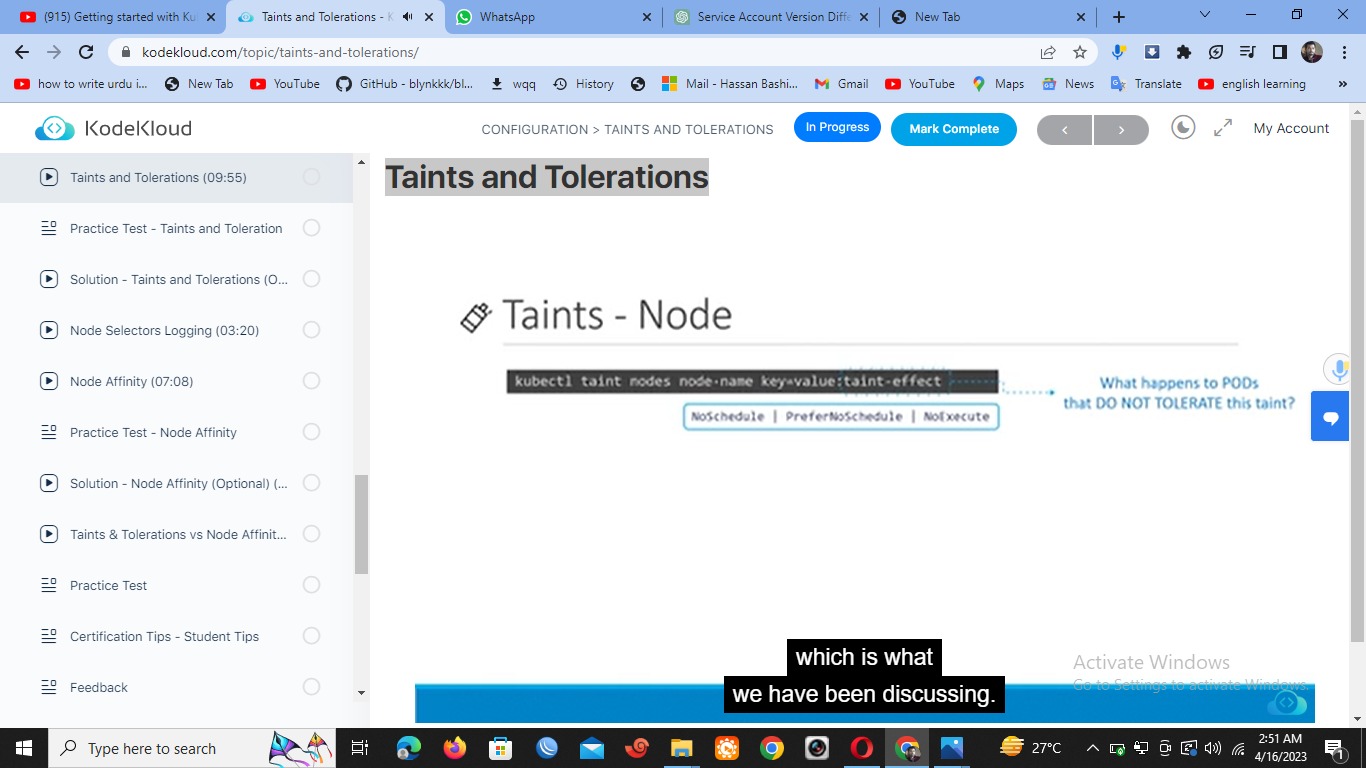 (915) Getting started with Ku
Taints and Tolerations - K
WhatsApp
Service Account Version Diffe
New Tab
kodekloud.com/topic/taints-and-tolerations/
how to write urdu i...
New Tab
YouTube
GitHub - blynkkk/bl...
wqq
History
Mail - Hassan Bashi...
Gmail
YouTube
Maps
News
Translate
english learning
»
KodeKloud
CONFIGURATION > TAINTS AND TOLERATIONS
In Progress
Mark Complete
My Account
Taints and Tolerations (09:55)
Practice Test - Taints and Toleration
Solution - Taints and Tolerations (O...
Node Selectors Logging (03:20)
Node Affinity (07:08)
Practice Test - Node Affinity
Solution - Node Affinity (Optional) (...
Taints & Tolerations vs Node Affinit...
Practice Test
Certification Tips - Student Tips
Feedback
Taints and Tolerations
Taints - Node
kubectl taint nodes node-name key=value:taint-effect
NoSchedule | PreferNoSchedule | NoExecute
What happens to PODs
that DO NOT TOLERATE this taint?
which is what
we have been discussing.
Activate Windows
Go to Settings to activate Windows.
Type here to search
27°C
2:51 AM
4/16/2023
1